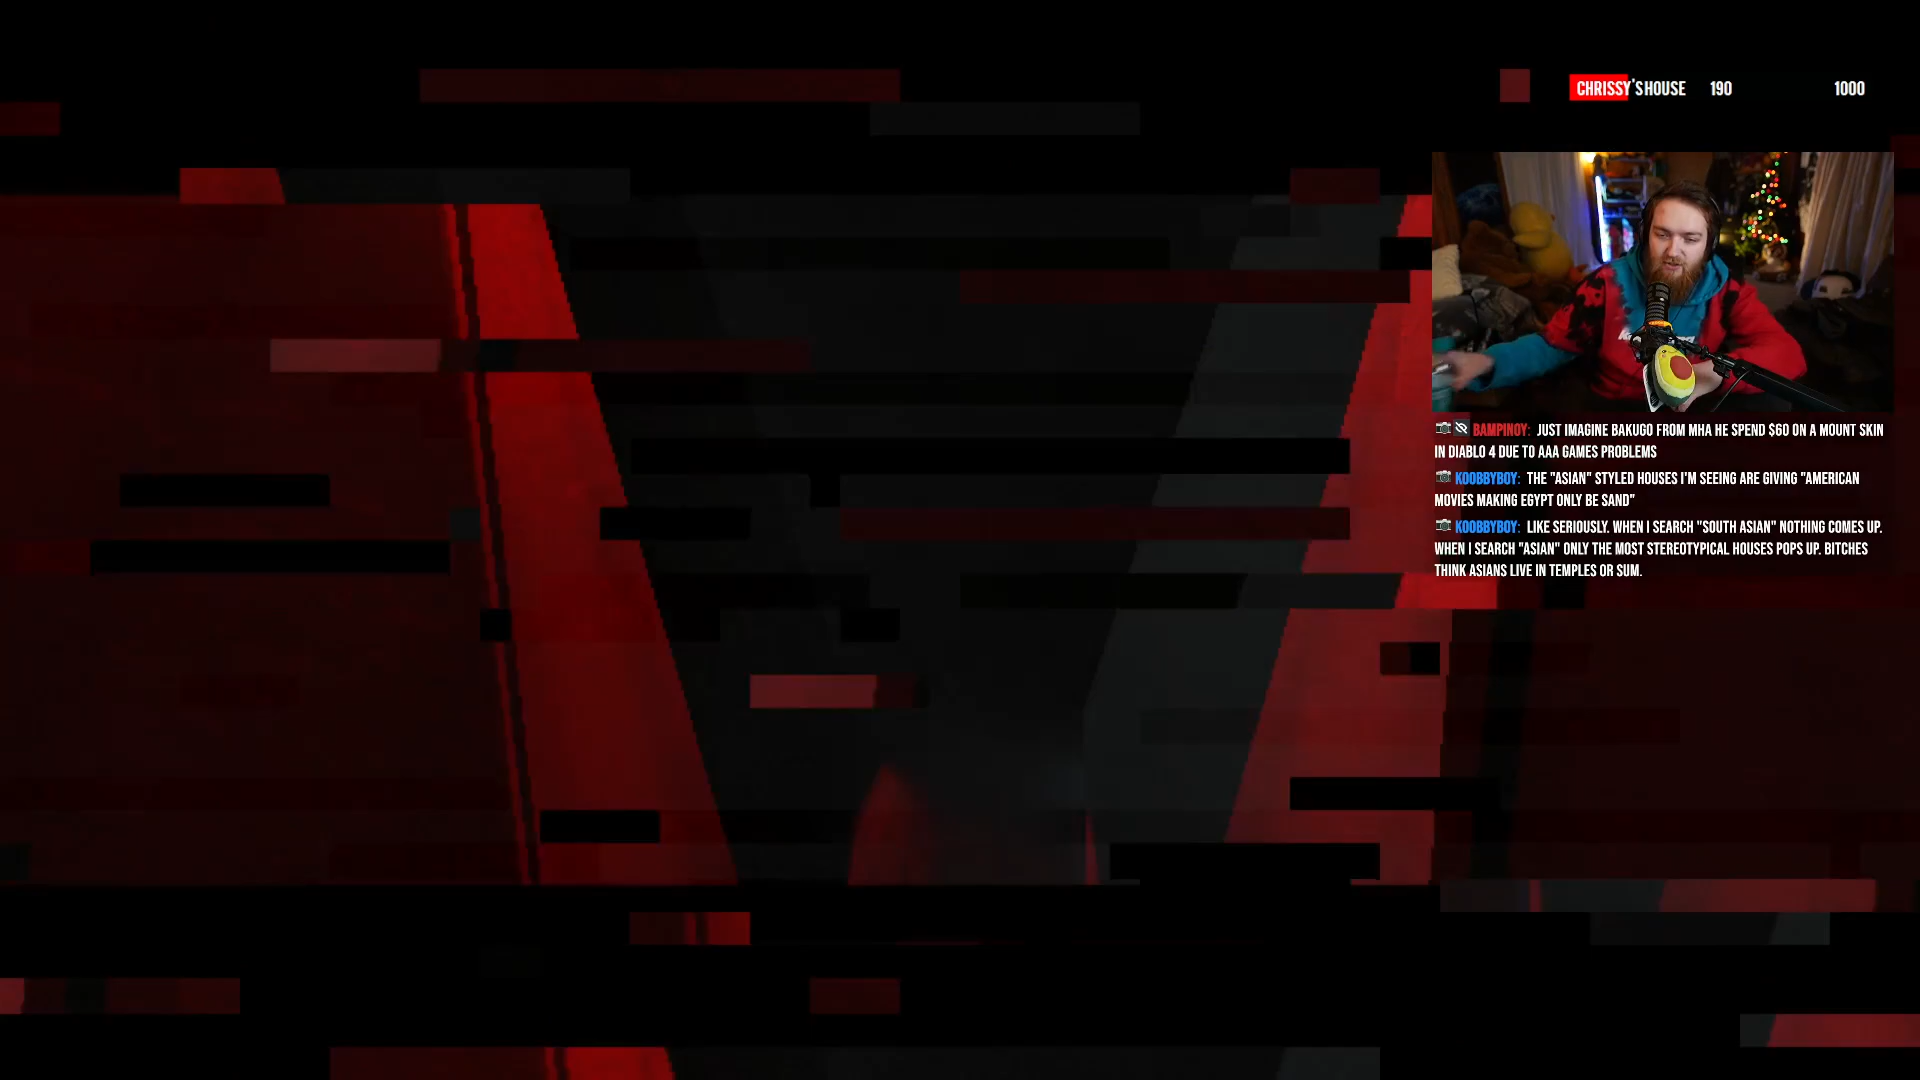 CHRISSY'S HOUSE 190 1000
BAMPINOY: JUST IMAGINE BAKUGO FROM MHA HE SPEND $60 ON A MOUNT SKIN
IN DIABLO 4 DUE TO AAA GAMES PROBLEMS
KOOBBYBOY: THE "ASIAN" STYLED HOUSES I'M SEEING ARE GIVING "AMERICAN
MOVIES MAKING EGYPT ONLY BE SAND"
KOOBBYBOY: LIKE SERIOUSLY. WHEN I SEARCH "SOUTH ASIAN" NOTHING COMES UP.
WHEN I SEARCH "ASIAN" ONLY THE MOST STEREOTYPICAL HOUSES POPS UP. BITCHES
THINK ASIANS LIVE IN TEMPLES OR SUM.